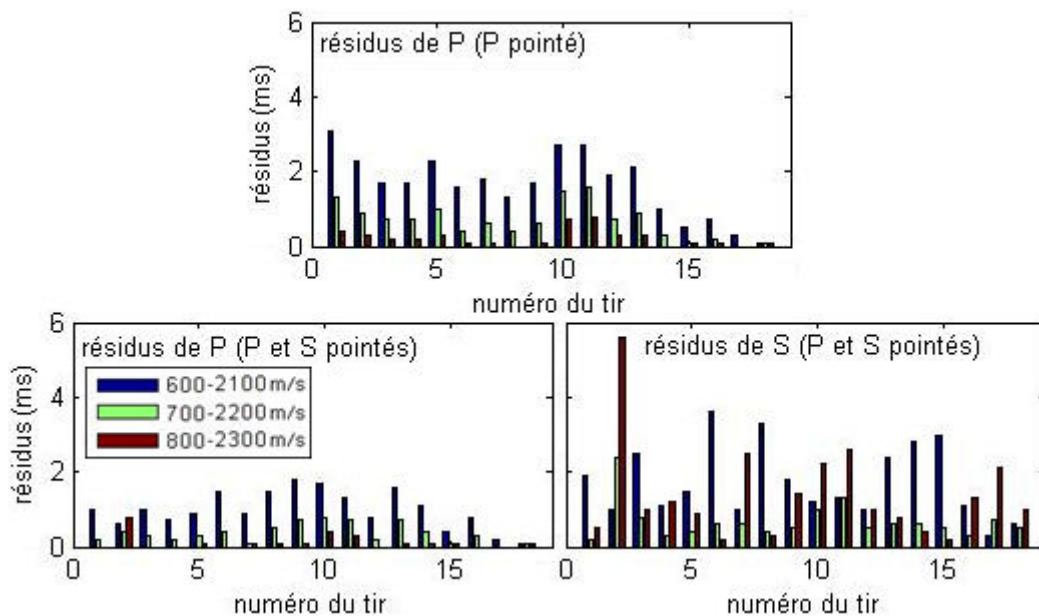 résidus de P (P pointé)
résidus (ms)
6
4
2
0
0 5 10 15
numéro du tir
résidus de P (P et S pointés)
600-2100m/s
700-2200m/s
800-2300m/s
résidus (ms)
6
4
2
0
0 5 10 15
numéro du tir
résidus de S (P et S pointés)
0 5 10 15
numéro du tir